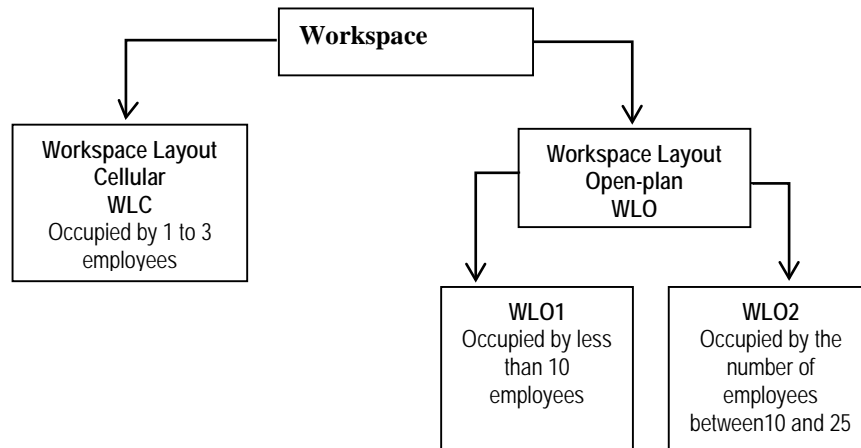 Workspace
Workspace Layout
Cellular
WLC
Occupied by 1 to 3
employees
Workspace Layout
Open-plan
WLO
WLO1
Occupied by less
than 10
employees
WLO2
Occupied by the
number of
employees
between10 and 25